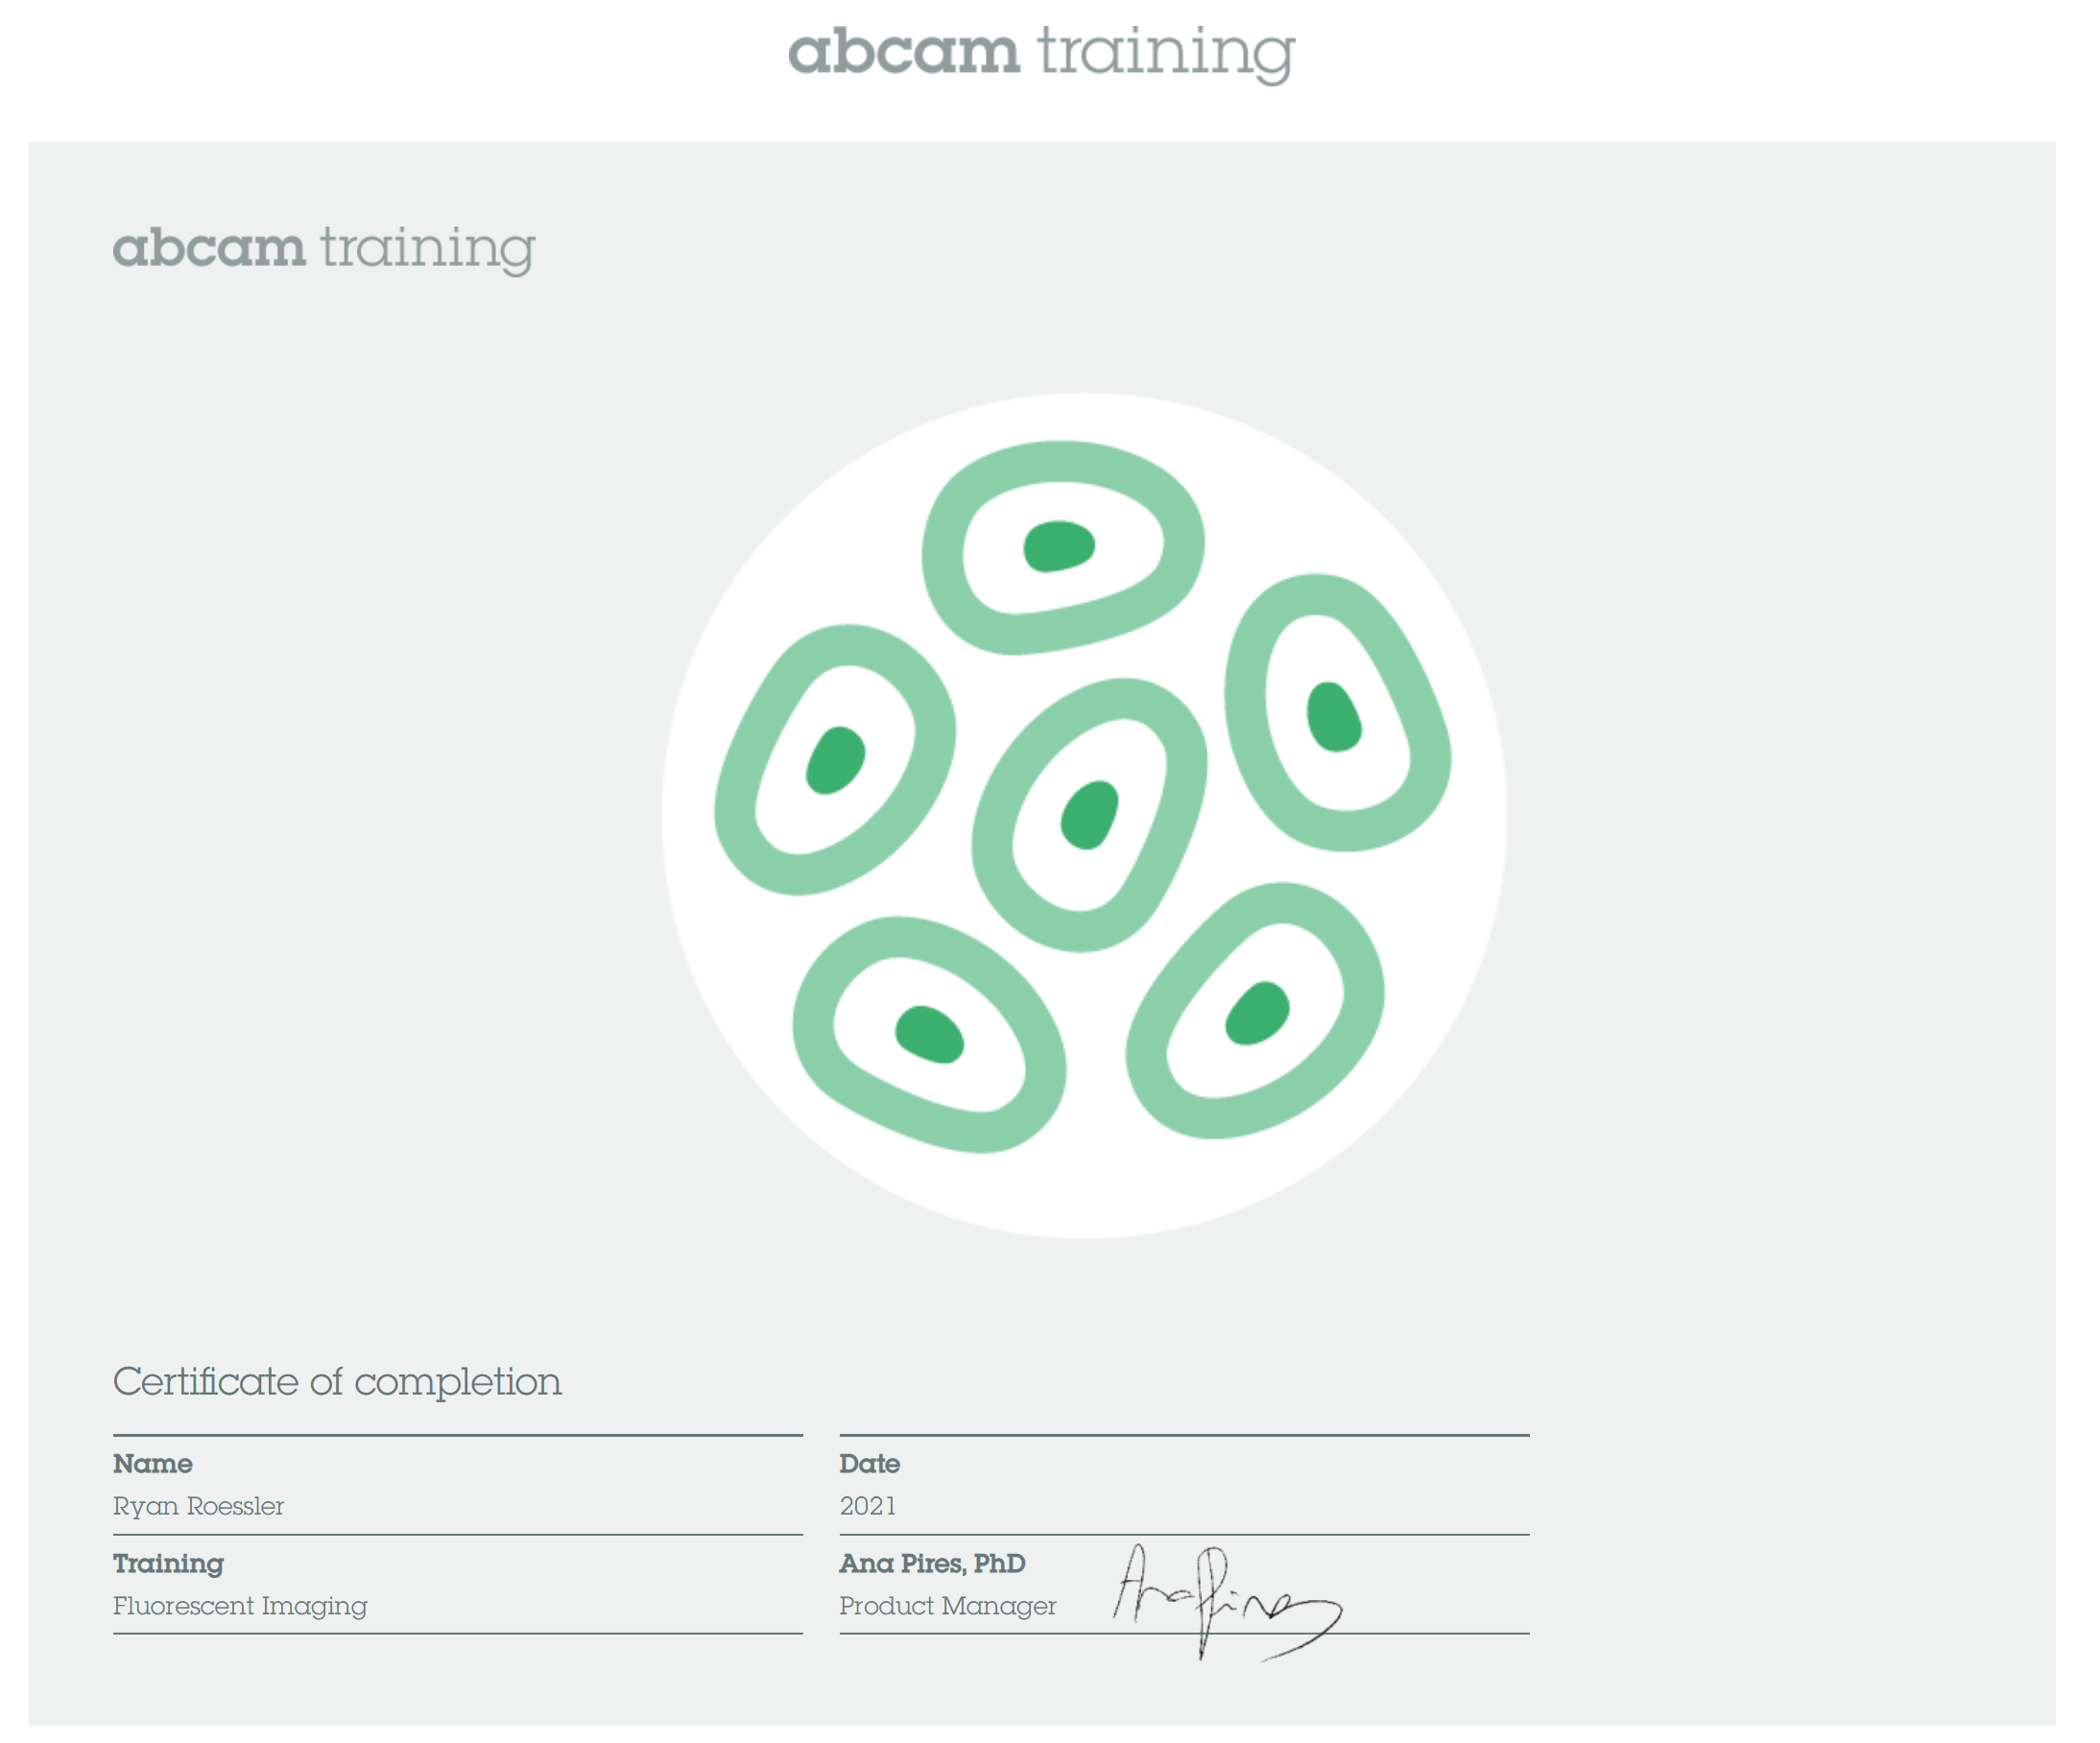 abcam training
abcam training
Certificate of completion
Name
Ryan Roessler
Date
2021
Training
Fluorescent Imaging
Ana Pires, PhD
Product Manager
Ana Pires